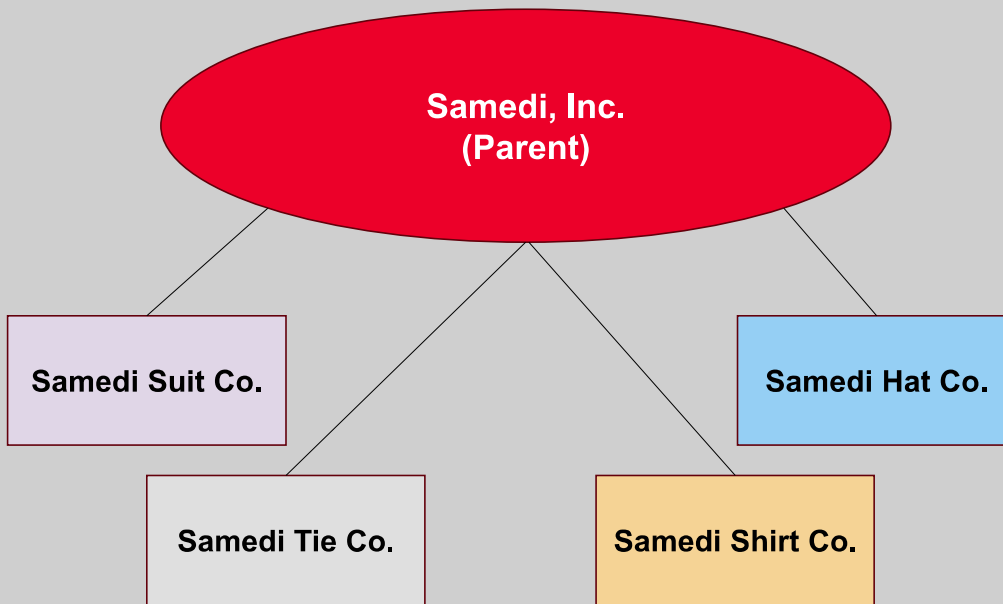 Samedi, Inc.
(Parent)
Samedi Suit Co.
Samedi Hat Co.
Samedi Tie Co.
Samedi Shirt Co.